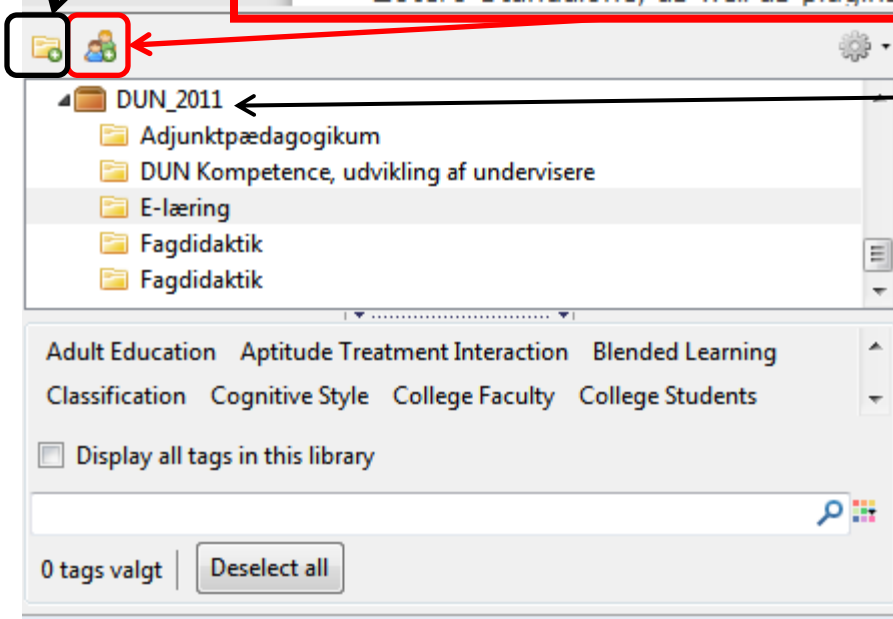 DUN_2011
Adjunktpædagogikum
DUN Kompetence, udvikling af undervisere
E-læring
Fagdidaktik
Fagdidaktik
Adult Education Aptitude Treatment Interaction Blended Learning
Classification Cognitive Style College Faculty College Students
Display all tags in this library
0 tags valgt Deselect all